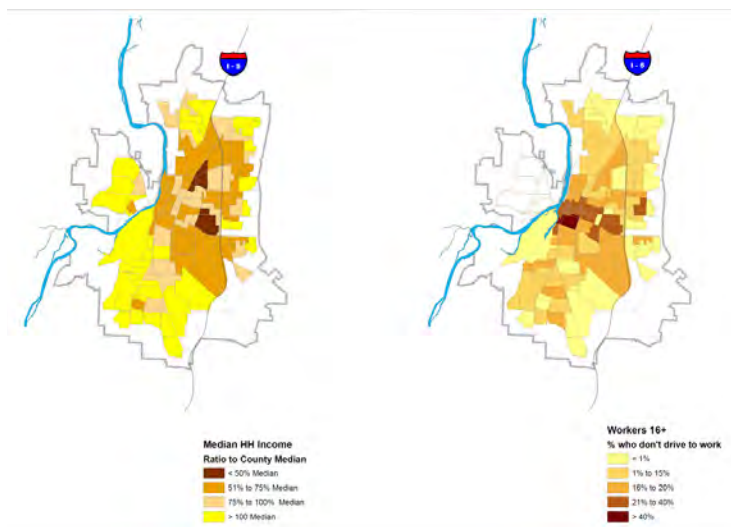 I - 5
I - 5
Median HH Income
Ratio to County Median
< 50% Median
51% to 75% Median
75% to 100% Median
> 100 Median
Workers 16+
% who don't drive to work
< 1%
1% to 15%
16% to 20%
21% to 40%
> 40%